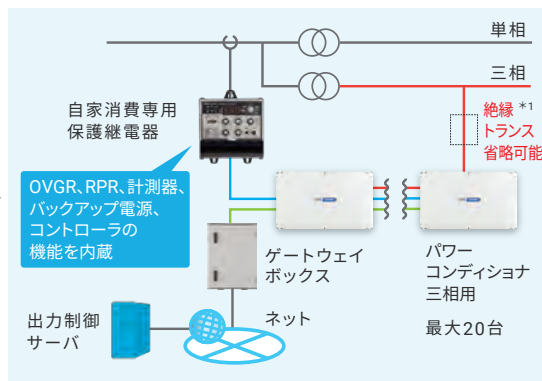 単相
三相
絶縁 *1
トランス
省略可能
自家消費専用
保護継電器
OVGR、RPR、計測器、
バックアップ電源、
コントローラの
機能を内蔵
ゲートウェイ
ボックス
パワー
コンディショナ
三相用
最大20台
出力制御
サーバ
ネット